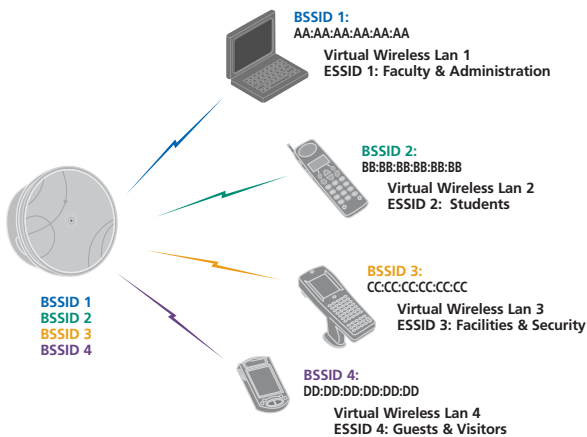 BSSID 1:
AA:AA:AA:AA:AA:AA
Virtual Wireless Lan 1
ESSID 1: Faculty & Administration
BSSID 2:
BB:BB:BB:BB:BB:BB
Virtual Wireless Lan 2
ESSID 2: Students
BSSID 3:
CC:CC:CC:CC:CC:CC
Virtual Wireless Lan 3
ESSID 3: Facilities & Security
BSSID 1
BSSID 2
BSSID 3
BSSID 4
BSSID 4:
DD:DD:DD:DD:DD:DD
Virtual Wireless Lan 4
ESSID 4: Guests & Visitors